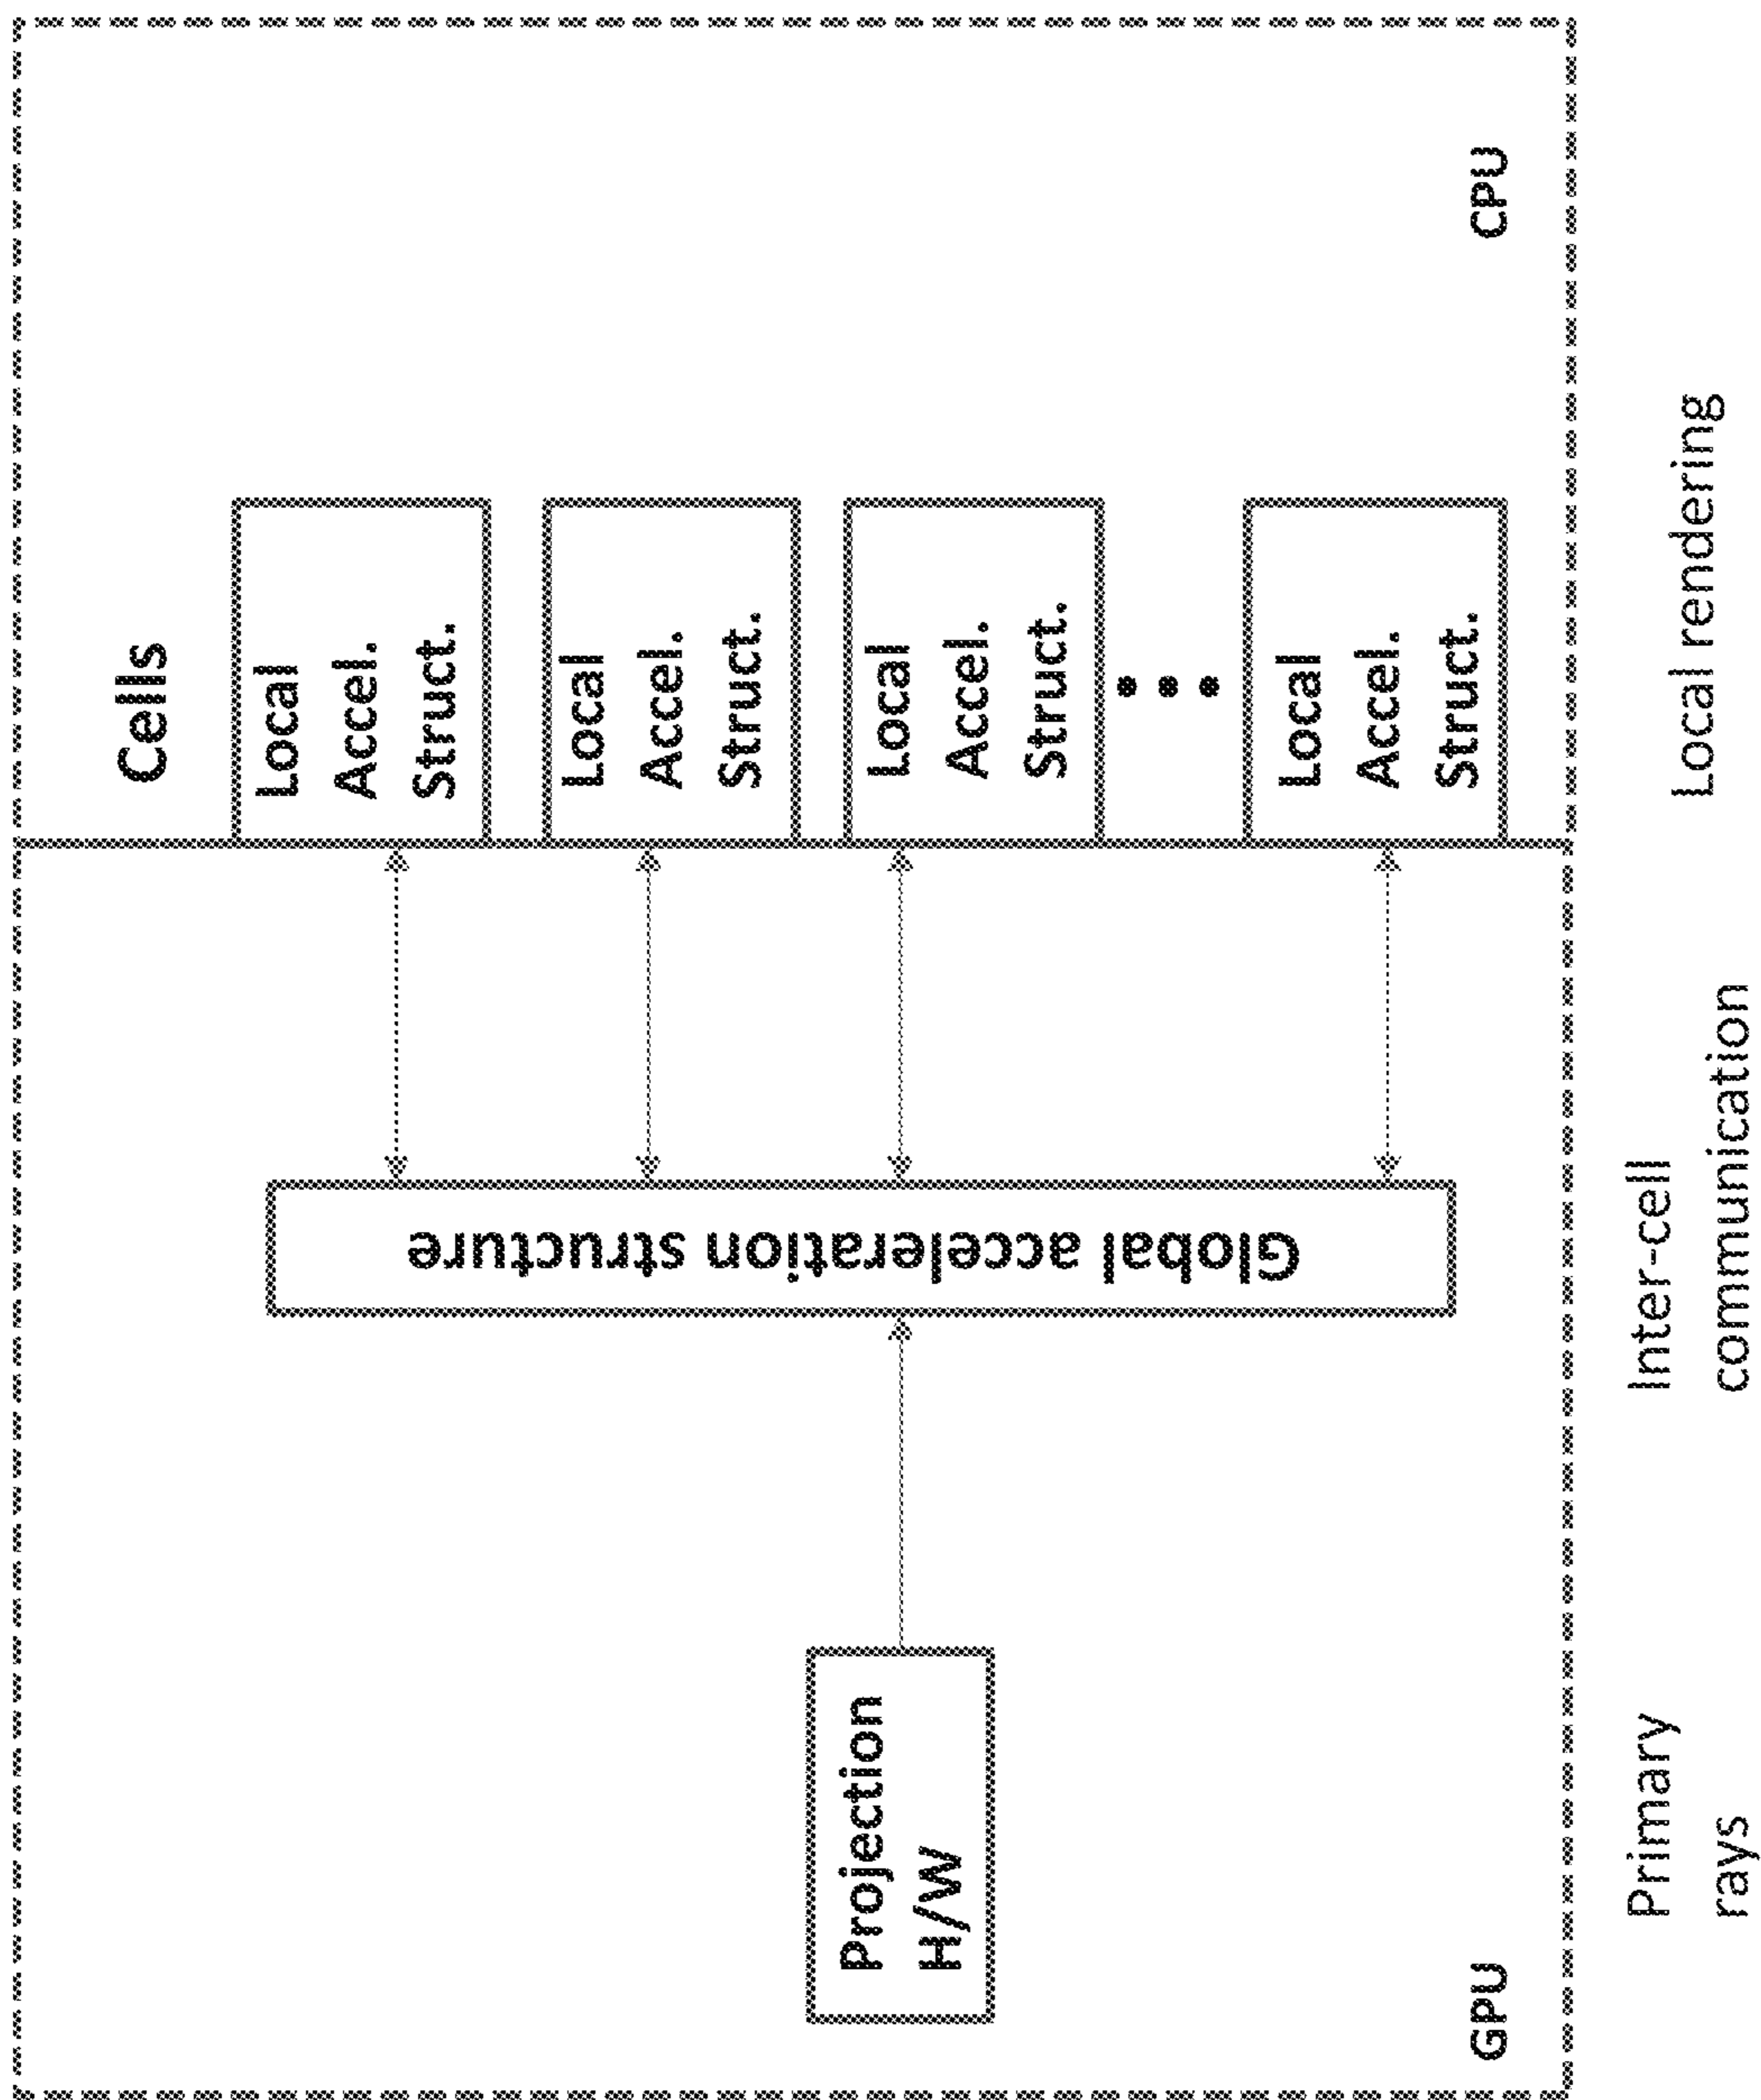 Cells
Local
Accel.
Struct.
Local
Accel.
Struct.
Local
Accel.
Struct.
Local
Accel.
Struct.
Global acceleration structure
Projection
H/W
GPU
CPU
Primary
rays
Inter-cell
communication
Local rendering